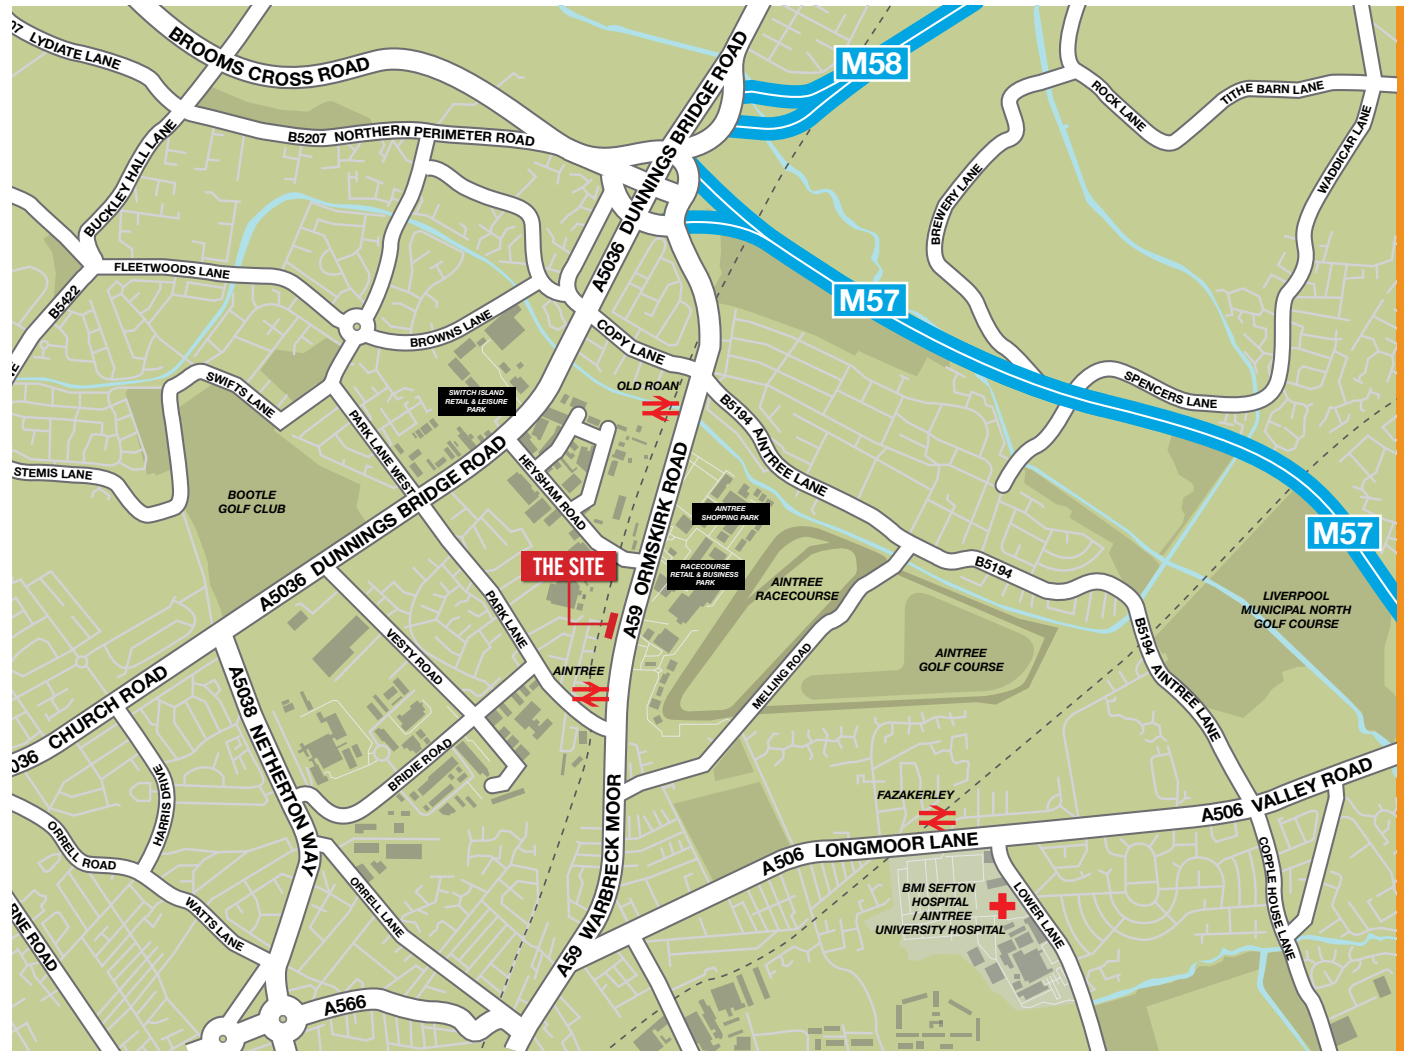 07 LYDIATE LANE
BROOMS CROSS ROAD
M58
A5036 DUNNINGS BRIDGE ROAD
ROCK LANE
TITHE BARN LANE
WADDICAR LANE
B5207 NORTHERN PERIMETER ROAD
BUCKLEY HALL LANE
BREWERY LANE
FLEETWOODS LANE
B5422
M57
BROWNS LANE
COPY LANE
SWIFTS LANE
SWITCH ISLAND
RETAIL & LEISURE
PARK
OLD ROAN
SPENCERS LANE
PARK LANE WEST
B5194 AINTREE LANE
STEMIS LANE
BOOTLE
GOLF CLUB
HEYSHAM ROAD
AINTREE
SHOPPING PARK
M57
A5036 DUNNINGS BRIDGE ROAD
THE SITE
A59 ORMSKIRK ROAD
RACECOURSE
RETAIL & BUSINESS
PARK
AINTREE
RACECOURSE
B5194
LIVERPOOL
MUNICIPAL NORTH
GOLF COURSE
PARK LANE
VESTY ROAD
AINTREE
GOLF COURSE
B5194 AINTREE LANE
AINTREE
MELLING ROAD
036 CHURCH ROAD
A5038 NETHERTON WAY
BRIDIE ROAD
HARRIS DRIVE
ORRELL ROAD
FAZAKERLEY
A506 VALLEY ROAD
A506 LONGMOOR LANE
A59 WARBRECK MOOR
COPPLE HOUSE LANE
BMI SEFTON
HOSPITAL
/ AINTREE
UNIVERSITY HOSPITAL
LOWER LANE
ORRELL LANE
WATTS LANE
RNE ROAD
A566